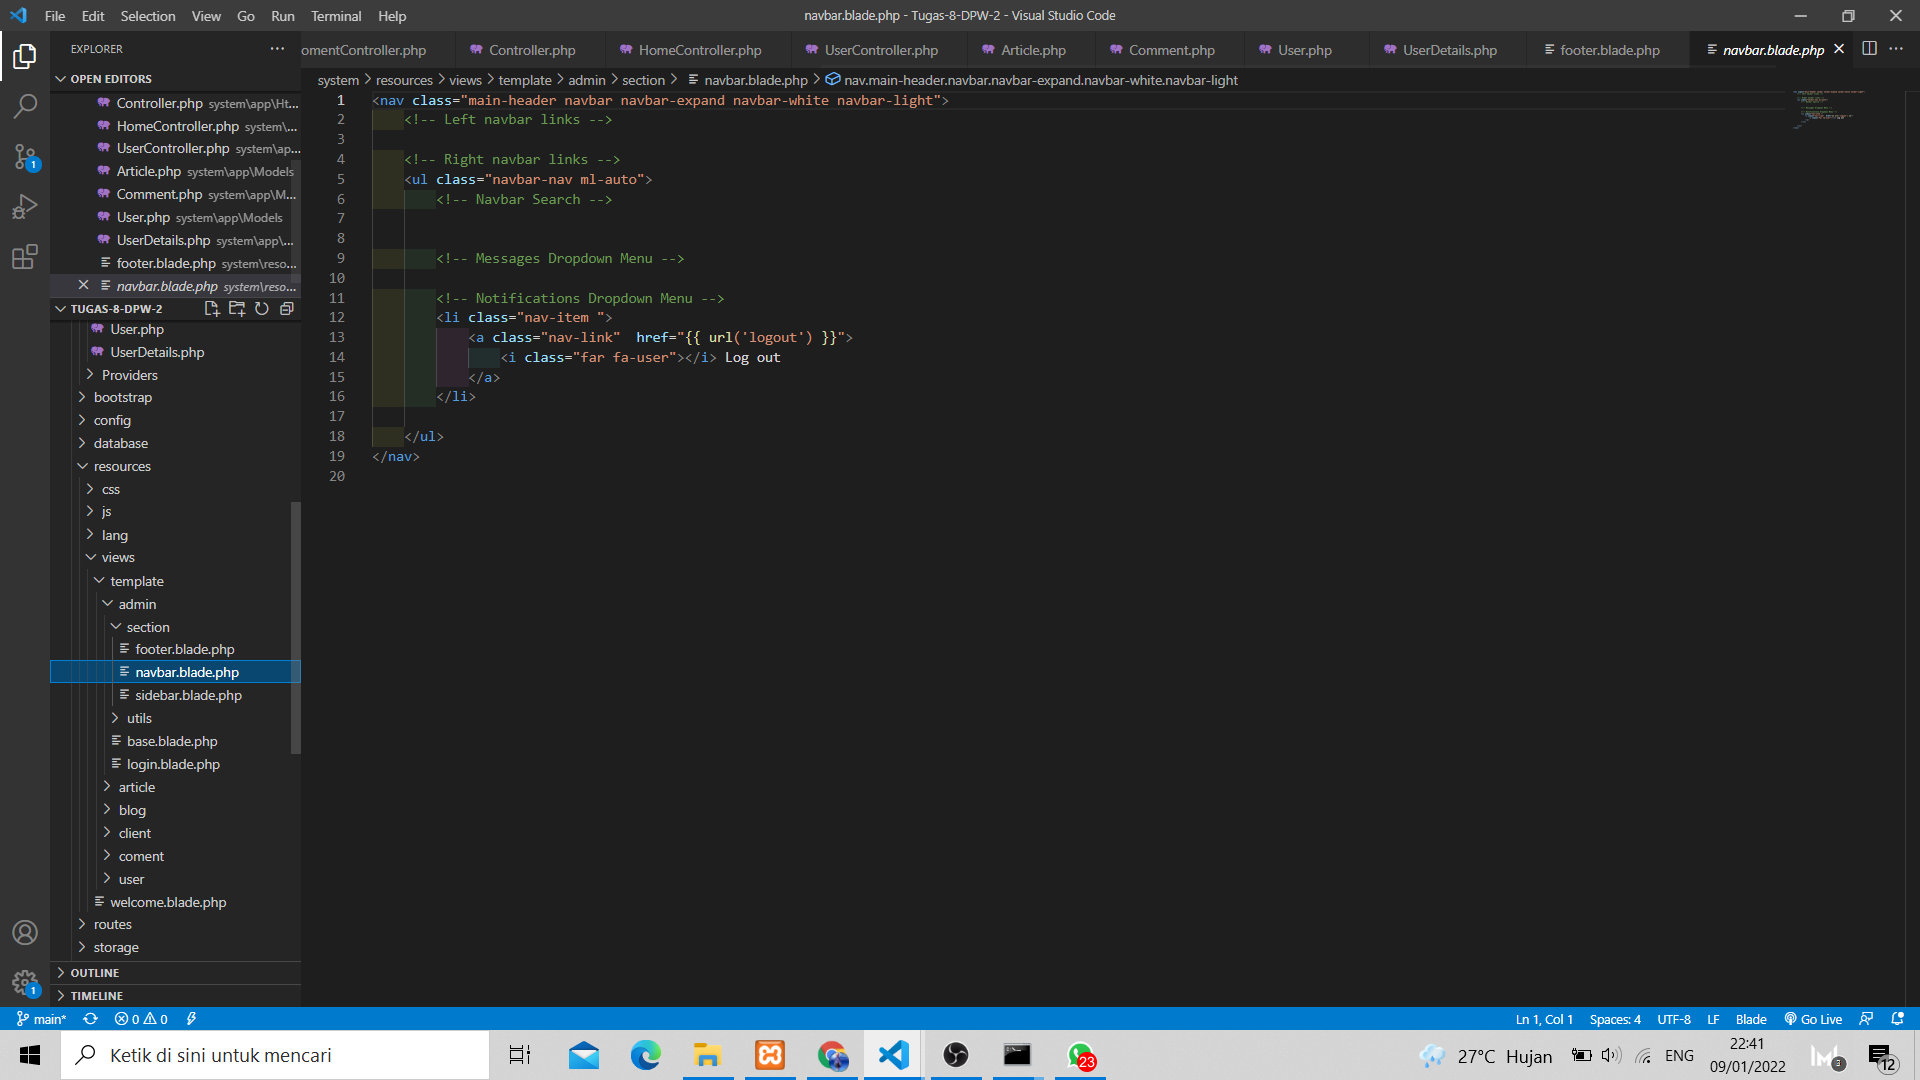 File Edit Selection View Go Run Terminal Help
navbar.blade.php - Tugas-8-DPW-2 - Visual Studio Code
EXPLORER
omentController.php Controller.php HomeController.php UserController.php Article.php Comment.php User.php UserDetails.php footer.blade.php navbar.blade.php
OPEN EDITORS
Controller.php system\app\Ht...
HomeController.php system\...
UserController.php system\ap...
Article.php system\app\Models
Comment.php system\app\M...
User.php system\app\Models
UserDetails.php system\app\...
footer.blade.php system\reso...
navbar.blade.php system\reso...
TUGAS-8-DPW-2
User.php
UserDetails.php
Providers
bootstrap
config
database
resources
css
js
lang
views
template
admin
section
footer.blade.php
navbar.blade.php
sidebar.blade.php
utils
base.blade.php
login.blade.php
article
blog
client
coment
user
welcome.blade.php
routes
storage
OUTLINE
TIMELINE
system > resources > views > template > admin > section > navbar.blade.php > nav.main-header.navbar.navbar-expand.navbar-white.navbar-light
1 <nav class="main-header navbar navbar-expand navbar-white navbar-light">
2 <!-- Left navbar links -->
3
4 <!-- Right navbar links -->
5 <ul class="navbar-nav ml-auto">
6 <!-- Navbar Search -->
7
8
9 <!-- Messages Dropdown Menu -->
10
11 <!-- Notifications Dropdown Menu -->
12 <li class="nav-item ">
13 <a class="nav-link"  href="{{ url('logout') }}">
14 <i class="far fa-user"></i> Log out
15 </a>
16 </li>
17
18 </ul>
19 </nav>
20
1
1
main* 0 0 Ln 1, Col 1 Spaces: 4 UTF-8 LF Blade Go Live
Ketik di sini untuk mencari
23
27°C Hujan
ENG
22:41
09/01/2022
3
12